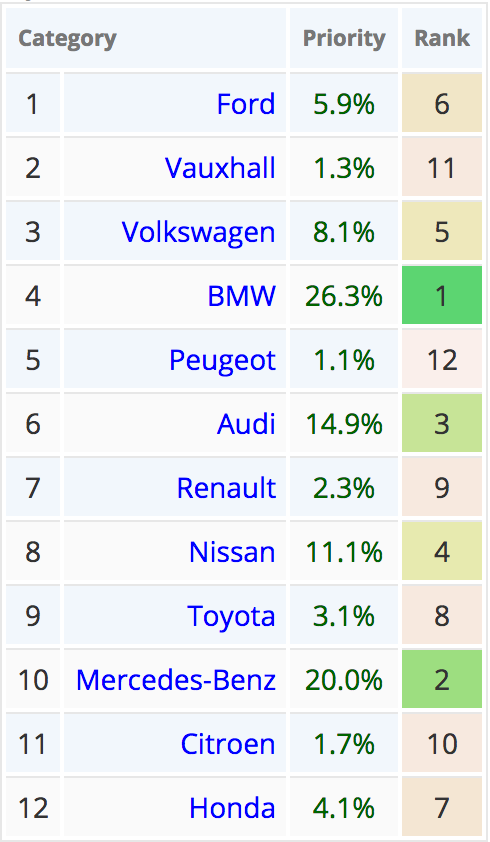 Category Priority Rank
1 Ford 5.9% 6
2 Vauxhall 1.3% 11
3 Volkswagen 8.1% 5
4 BMW 26.3% 1
5 Peugeot 1.1% 12
6 Audi 14.9% 3
7 Renault 2.3% 9
8 Nissan 11.1% 4
9 Toyota 3.1% 8
10 Mercedes-Benz 20.0% 2
11 Citroen 1.7% 10
12 Honda 4.1% 7